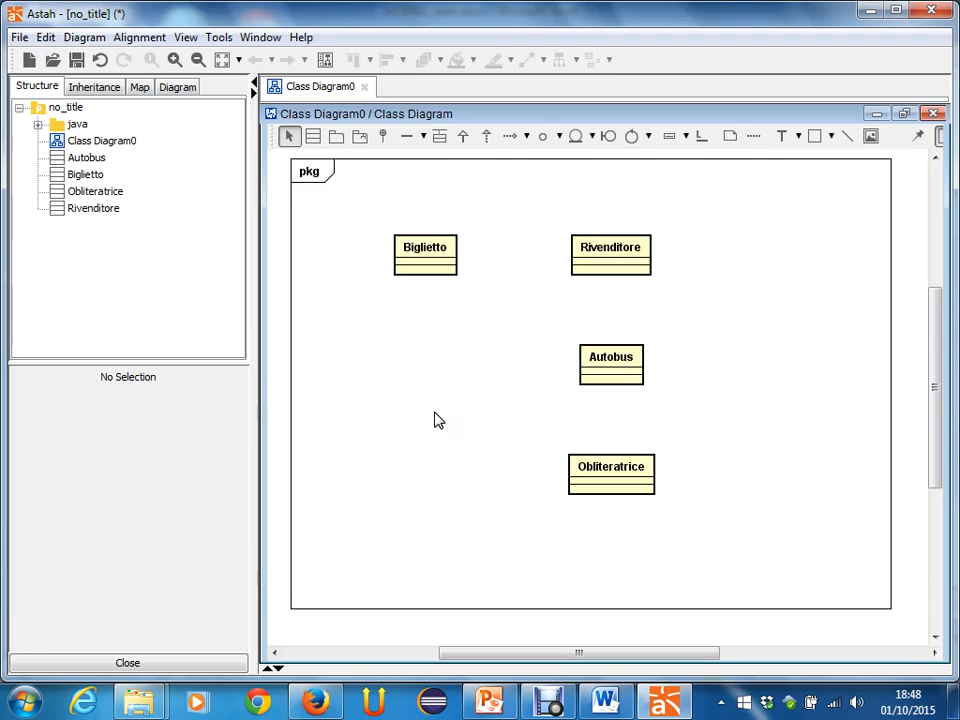 Astah - [no_title] (*)
File Edit Diagram Alignment View Tools Window Help
Structure Inheritance Map Diagram
Class Diagram0
no_title
java
Class Diagram0
Autobus
Biglietto
Obliteratrice
Rivenditore
No Selection
Close
Class Diagram0 / Class Diagram
T
pkg
Biglietto
Rivenditore
Autobus
Obliteratrice
18:48
01/10/2015